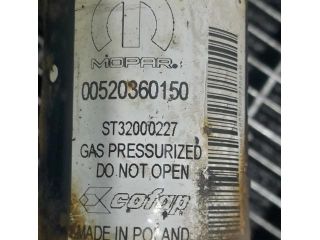 MOPAR.
00520360150
ST32000227
GAS PRESSURIZED
DO NOT OPEN
cofap
MADE IN POLAND